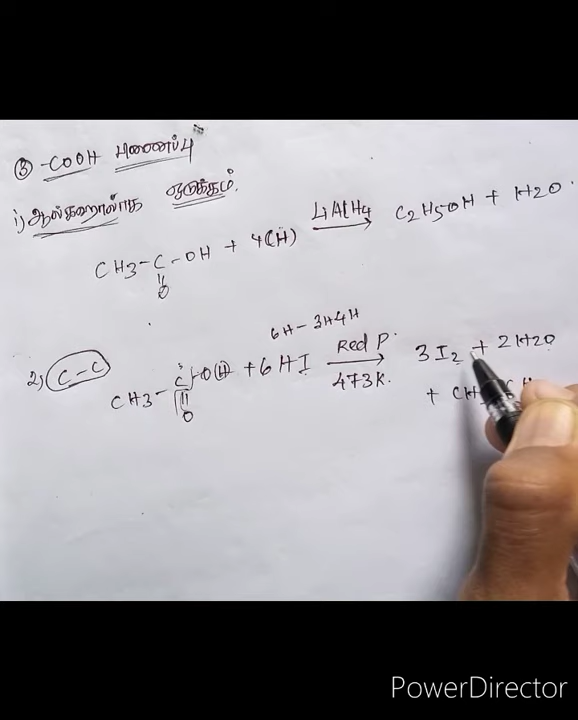 ③ -COOH பிணைப்பு
i) ஆல்கஹாலாக ஒடுக்கம்.
CH3-C-OH + 4(H) LiAlH4 C2H5OH + H2O.
||
O
6H - 3H4H
2) C-C CH3-C-OH + 6HI Red P. 473K. 3I2 + 2H2O
||
O
+ CH
PowerDirector